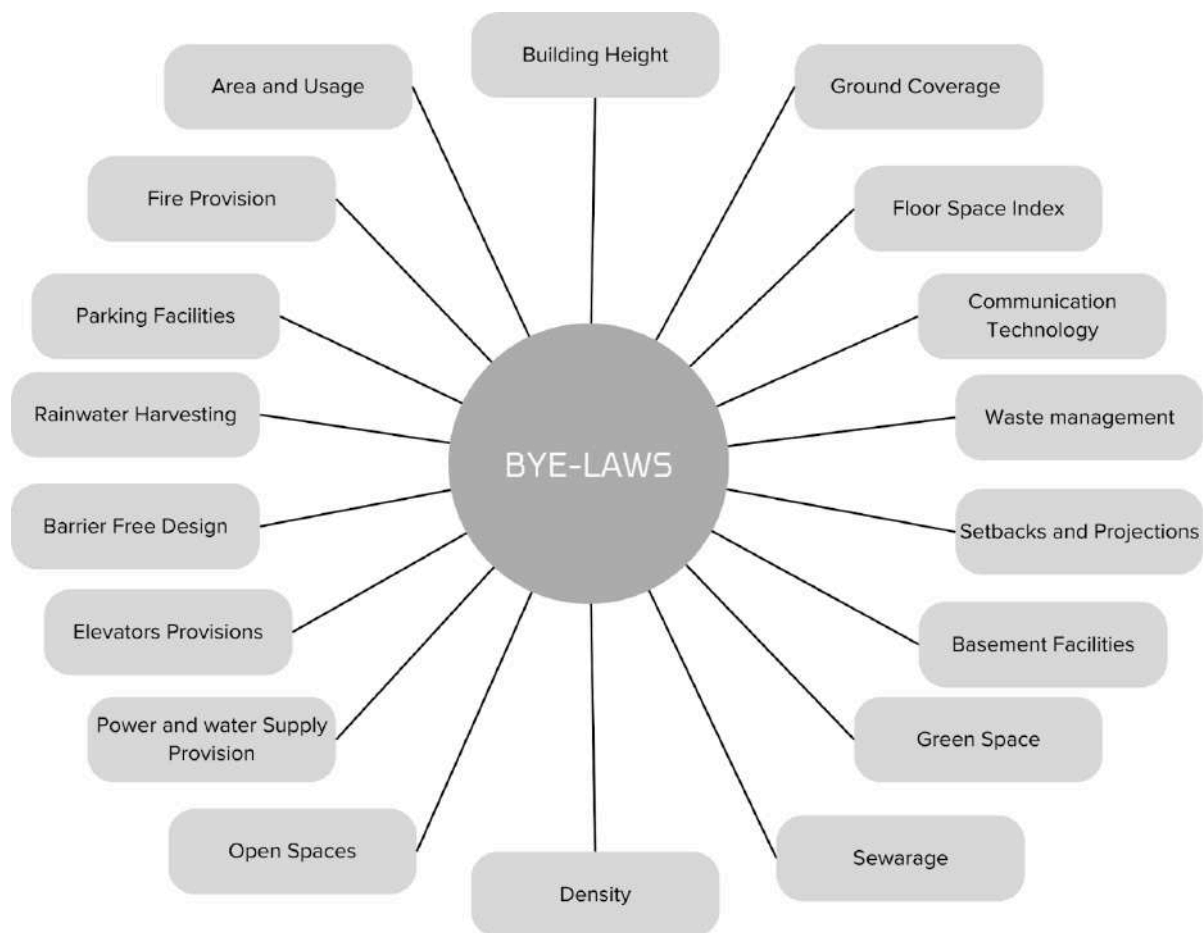 Building Height
Area and Usage
Ground Coverage
Fire Provision
Floor Space Index
Parking Facilities
Communication
Technology
Rainwater Harvesting
Waste management
BYE-LAWS
Barrier Free Design
Setbacks and Projections
Elevators Provisions
Basement Facilities
Power and water Supply
Provision
Green Space
Open Spaces
Sewarage
Density